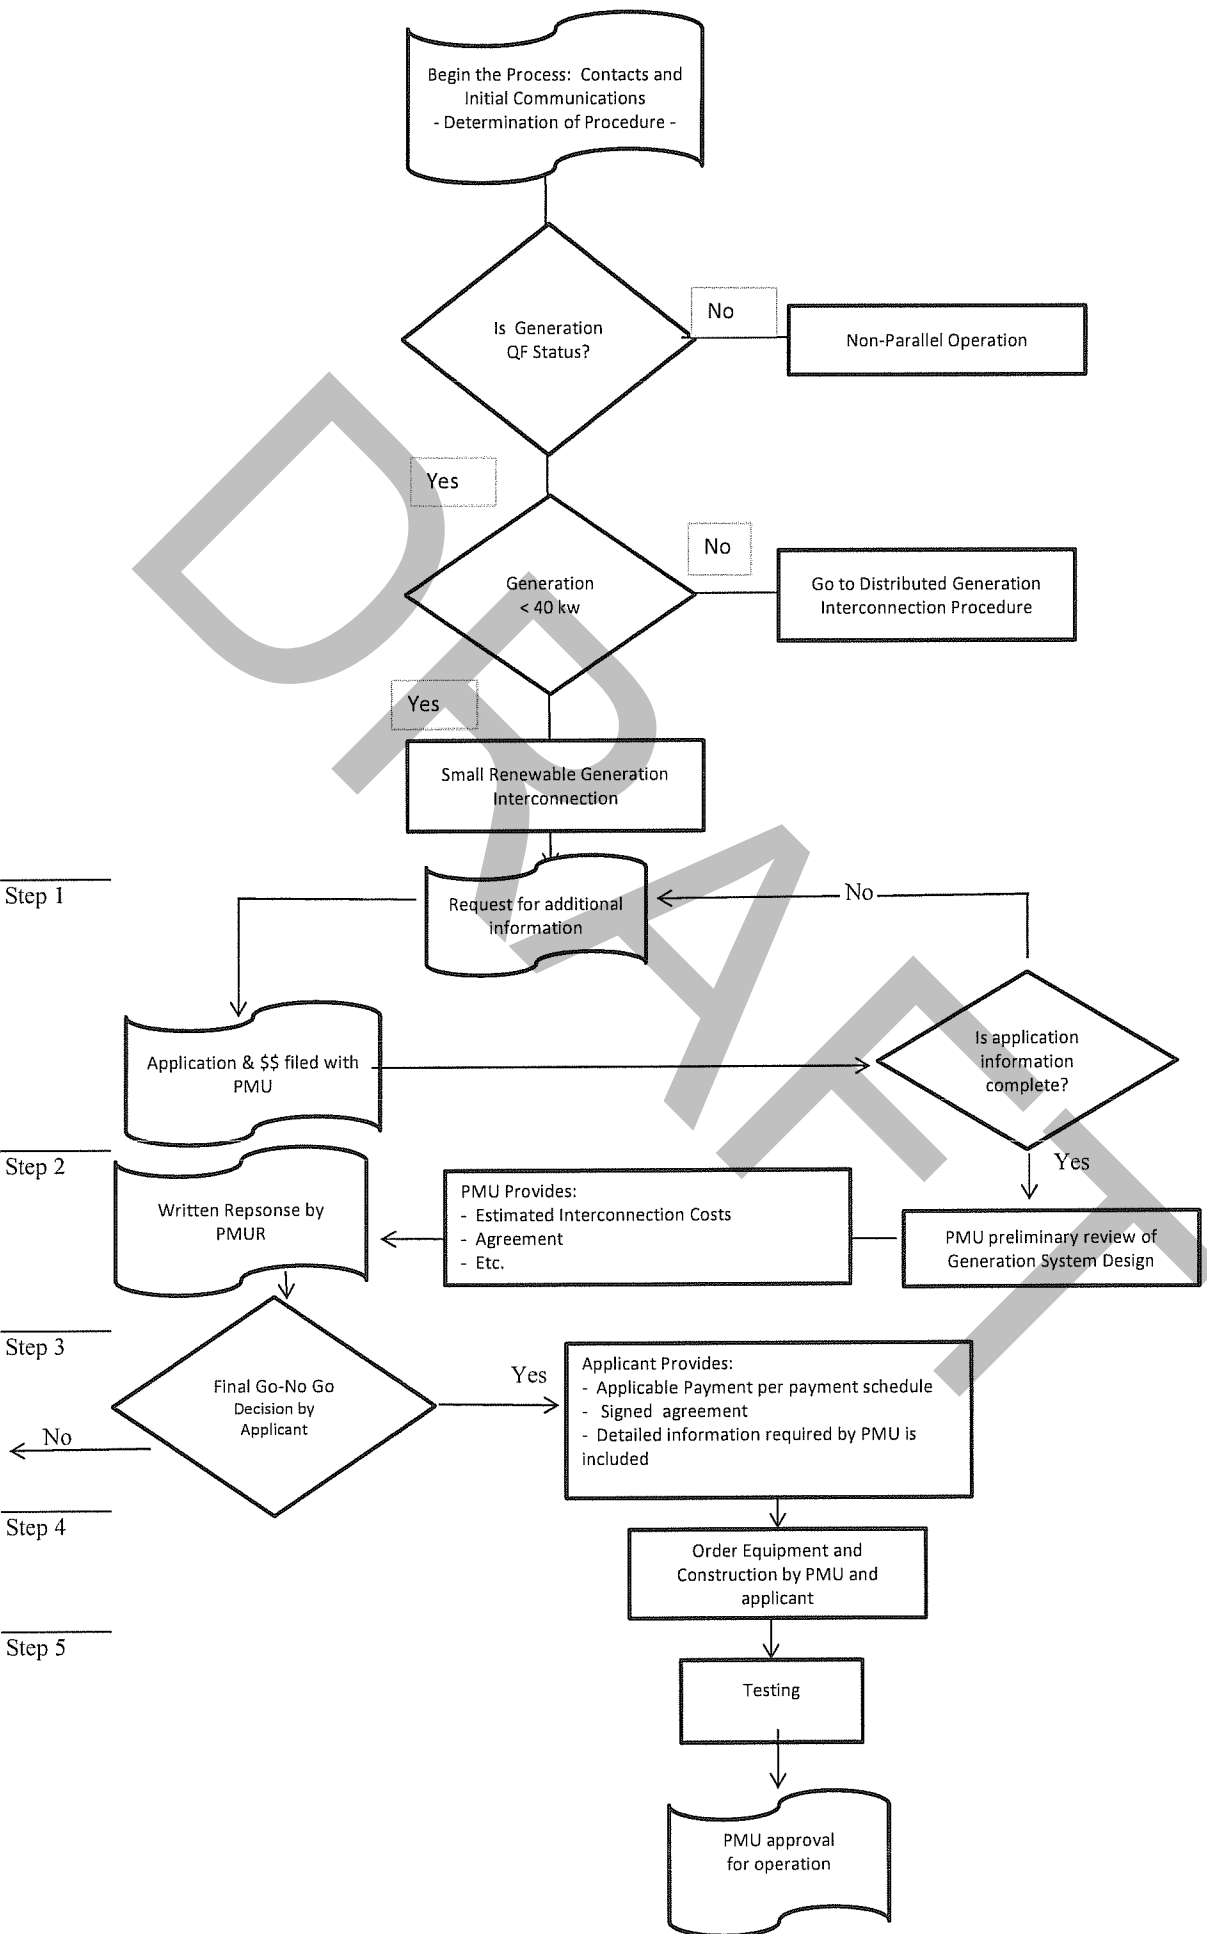 Begin the Process:  Contacts and
Initial Communications
- Determination of Procedure -
Is  Generation
QF Status?
No
Non-Parallel Operation
Yes
Generation
< 40 kw
No
Go to Distributed Generation
Interconnection Procedure
Yes
Small Renewable Generation
Interconnection
Step 1
Request for additional
information
No
Application & $$ filed with
PMU
Is application
information
complete?
Yes
Step 2
Written Repsonse by
PMUR
PMU Provides:
- Estimated Interconnection Costs
- Agreement
- Etc.
PMU preliminary review of
Generation System Design
Step 3
Final Go-No Go
Decision by
Applicant
No
Yes
Applicant Provides:
- Applicable Payment per payment schedule
-  Signed  agreement
- Detailed information required by PMU is
included
Step 4
Order Equipment and
Construction by PMU and
applicant
Step 5
Testing
PMU approval
for operation
DRAFT